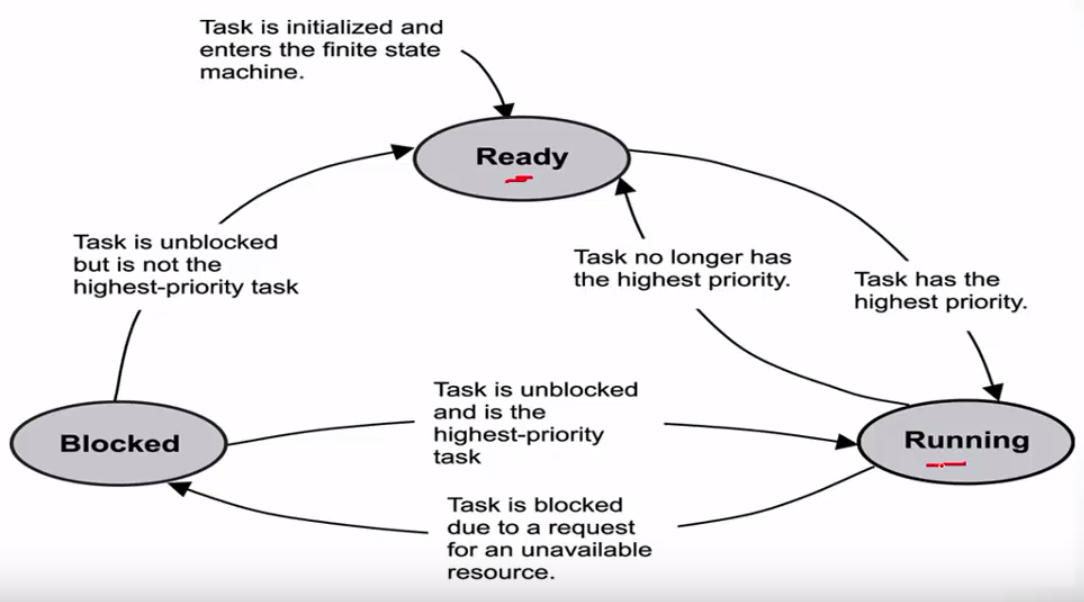 Task is initialized and
enters the finite state
machine.
Ready
Task is unblocked
but is not the
highest-priority task
Task no longer has
the highest priority.
Task has the
highest priority.
Task is unblocked
and is the
highest-priority
task
Blocked
Running
Task is blocked
due to a request
for an unavailable
resource.